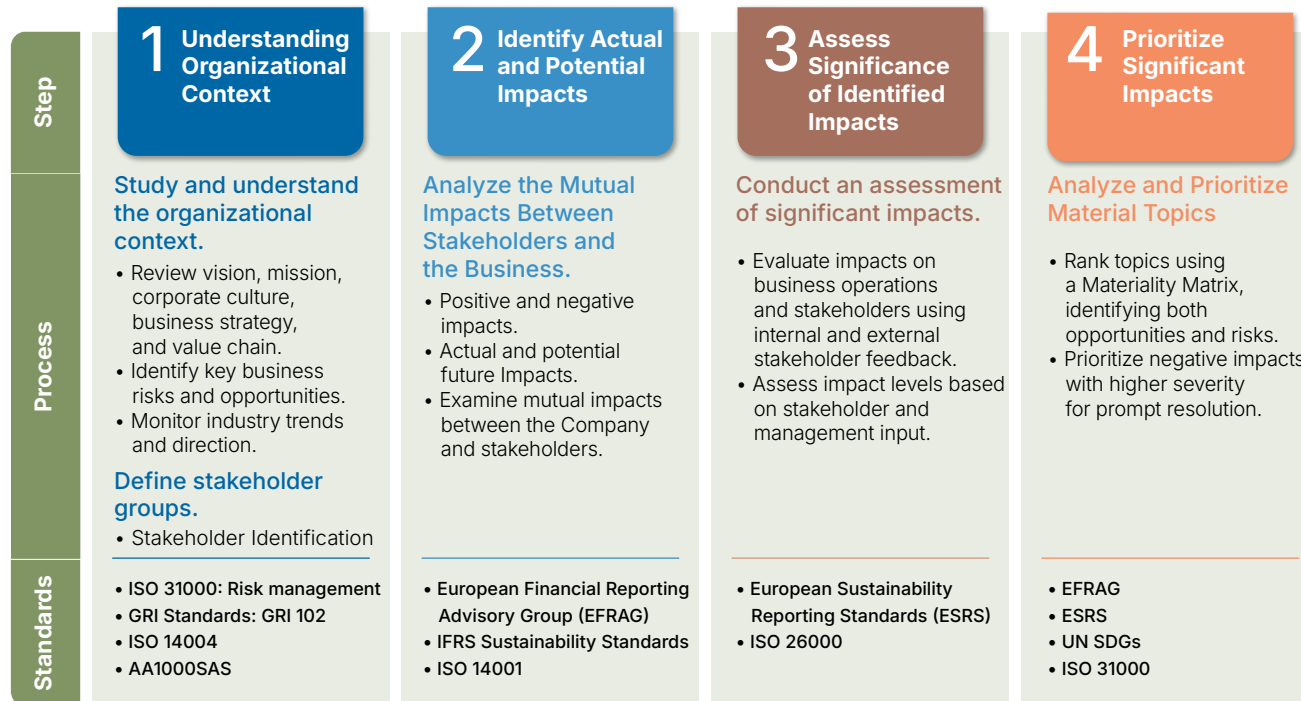 Step
1 Understanding
Organizational
Context
2 Identify Actual
and Potential
Impacts
3 Assess
Significance
of Identified
Impacts
4 Prioritize
Significant
Impacts
Process
Study and understand
the organizational
context.
• Review vision, mission,
corporate culture,
business strategy,
and value chain.
• Identify key business
risks and opportunities.
• Monitor industry trends
and direction.
Define stakeholder
groups.
• Stakeholder Identification
Analyze the Mutual
Impacts Between
Stakeholders and
the Business.
• Positive and negative
impacts.
• Actual and potential
future Impacts.
• Examine mutual impacts
between the Company
and stakeholders.
Conduct an assessment
of significant impacts.
• Evaluate impacts on
business operations
and stakeholders using
internal and external
stakeholder feedback.
• Assess impact levels based
on stakeholder and
management input.
Analyze and Prioritize
Material Topics
• Rank topics using
a Materiality Matrix,
identifying both
opportunities and risks.
• Prioritize negative impacts
with higher severity
for prompt resolution.
Standards
• ISO 31000: Risk management
• GRI Standards: GRI 102
• ISO 14004
• AA1000SAS
• European Financial Reporting
Advisory Group (EFRAG)
• IFRS Sustainability Standards
• ISO 14001
• European Sustainability
Reporting Standards (ESRS)
• ISO 26000
• EFRAG
• ESRS
• UN SDGs
• ISO 31000